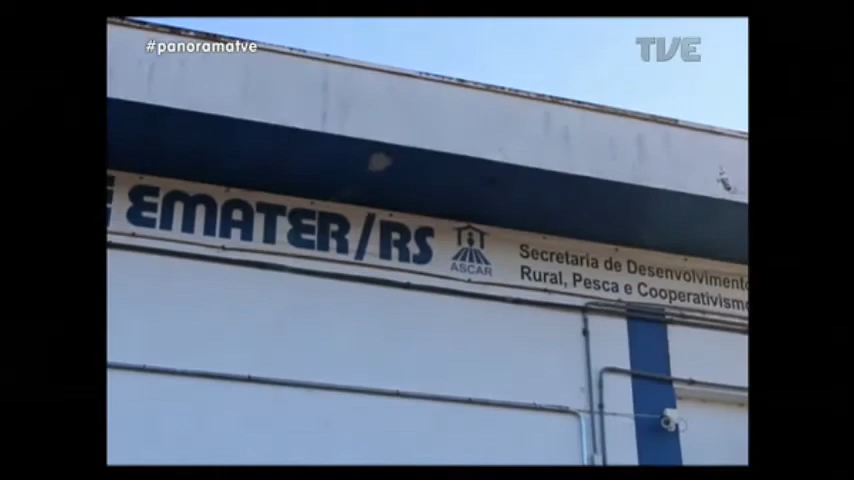 #panoramatve
TVE
EMATER/RS
ASCAR
Secretaria de Desenvolvimento
Rural, Pesca e Cooperativismo